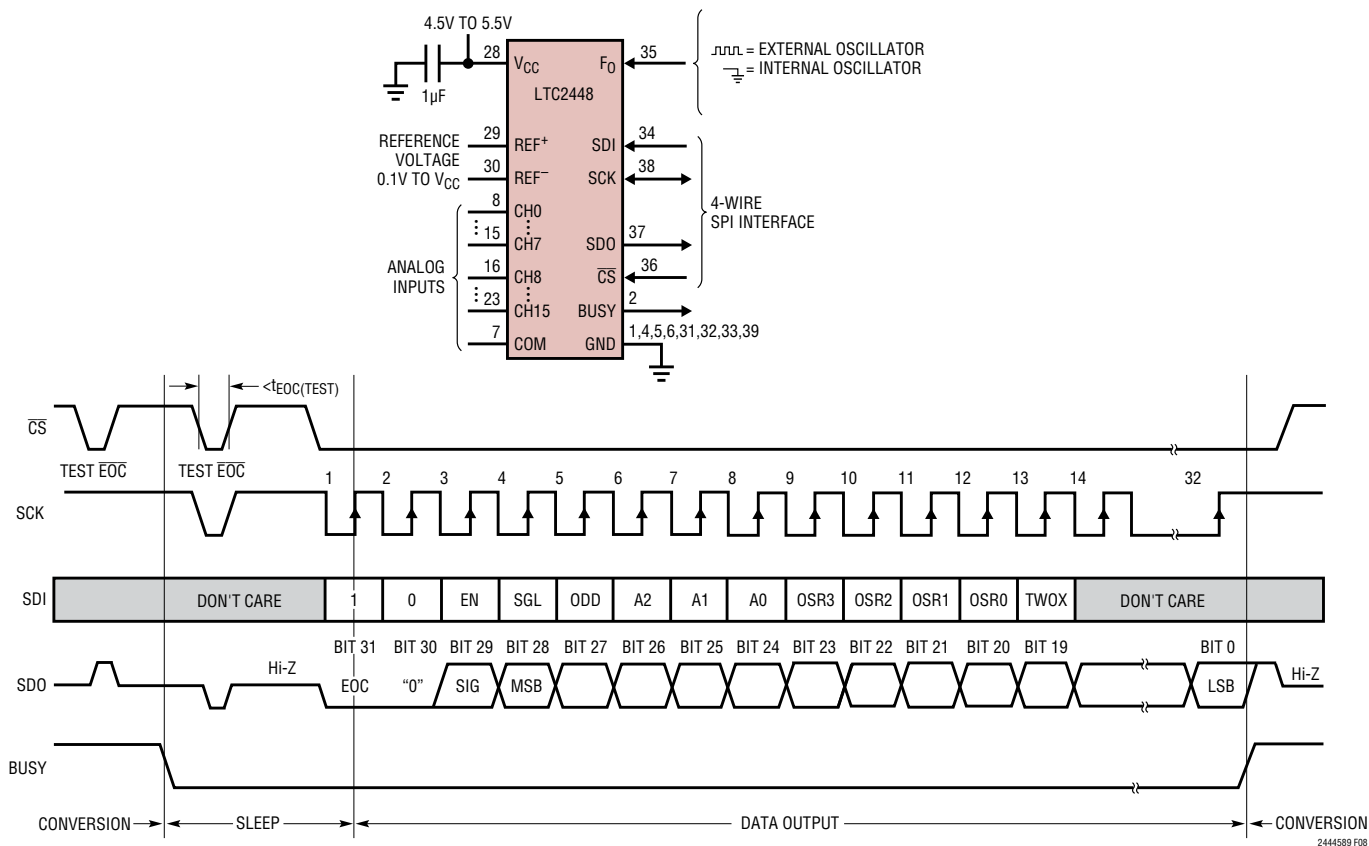 4.5V TO 5.5V
1µF
28
VCC
FO
35
= EXTERNAL OSCILLATOR
= INTERNAL OSCILLATOR
LTC2448
REFERENCE
VOLTAGE
0.1V TO VCC
29
REF+
30
REF–
SDI
34
SCK
38
4-WIRE
SPI INTERFACE
ANALOG
INPUTS
8
CH0
15
CH7
16
CH8
23
CH15
7
COM
SDO
37
CS
36
BUSY
2
GND
1,4,5,6,31,32,33,39
<tEOC(TEST)
CS
TEST EOC
TEST EOC
SCK
1 2 3 4 5 6 7 8 9 10 11 12 13 14 32
SDI
DON'T CARE 1 0 EN SGL ODD A2 A1 A0 OSR3 OSR2 OSR1 OSR0 TWOX DON'T CARE
BIT 31 BIT 30 BIT 29 BIT 28 BIT 27 BIT 26 BIT 25 BIT 24 BIT 23 BIT 22 BIT 21 BIT 20 BIT 19 BIT 0
SDO
Hi-Z EOC “0” SIG MSB LSB Hi-Z
BUSY
CONVERSION SLEEP DATA OUTPUT CONVERSION
2444589 F08